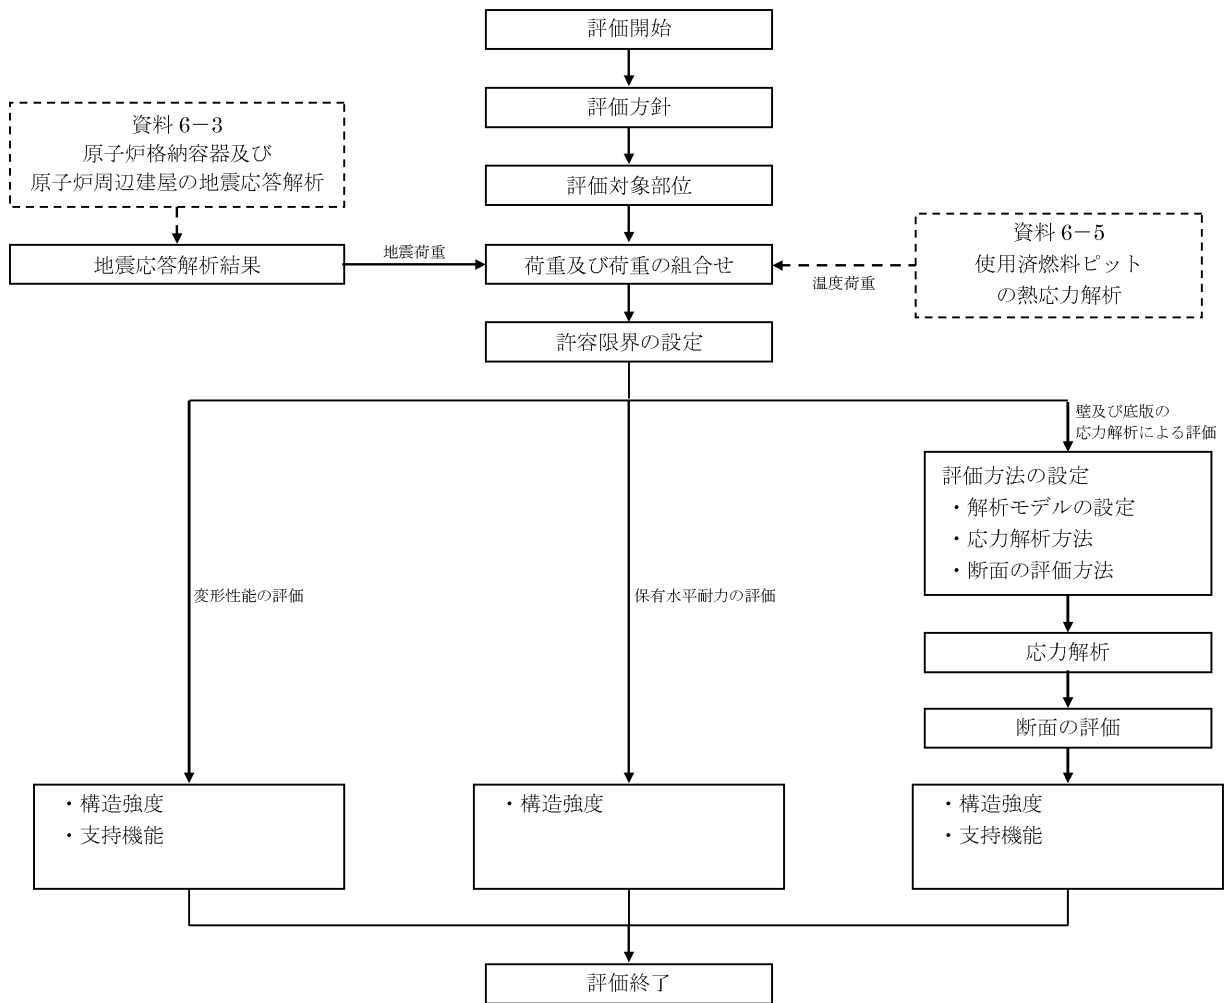 評価開始
評価方針
資料 6-3
原子炉格納容器及び
原子炉周辺建屋の地震応答解析
評価対象部位
地震応答解析結果
地震荷重
荷重及び荷重の組合せ
温度荷重
資料 6-5
使用済燃料ピット
の熱応力解析
許容限界の設定
壁及び底版の
応力解析による評価
評価方法の設定
・解析モデルの設定
・応力解析方法
・断面の評価方法
変形性能の評価
保有水平耐力の評価
応力解析
断面の評価
・構造強度
・支持機能
・構造強度
・構造強度
・支持機能
評価終了